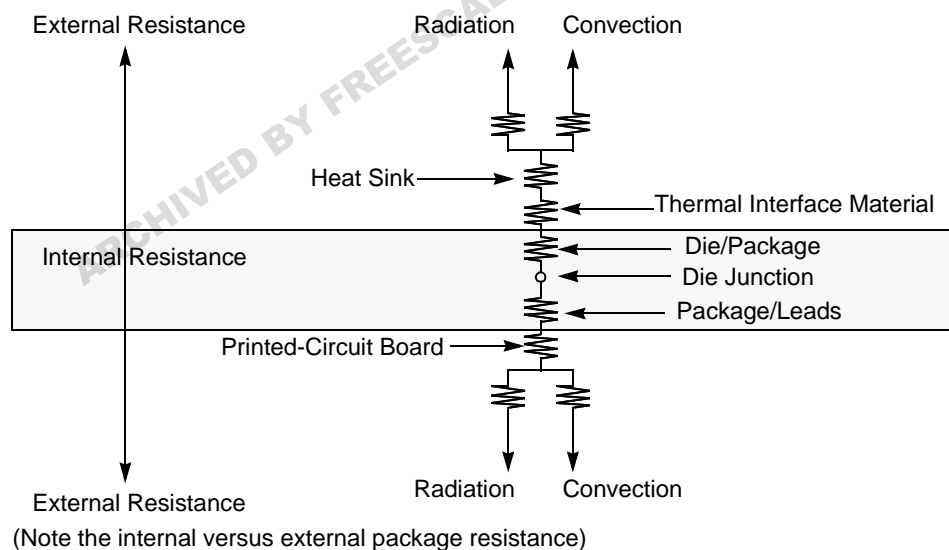 External Resistance
Radiation Convection
ARCHIVED BY FREESCAL
Heat Sink
Thermal Interface Material
Internal Resistance
Die/Package
Die Junction
Package/Leads
Printed-Circuit Board
Radiation Convection
External Resistance
(Note the internal versus external package resistance)